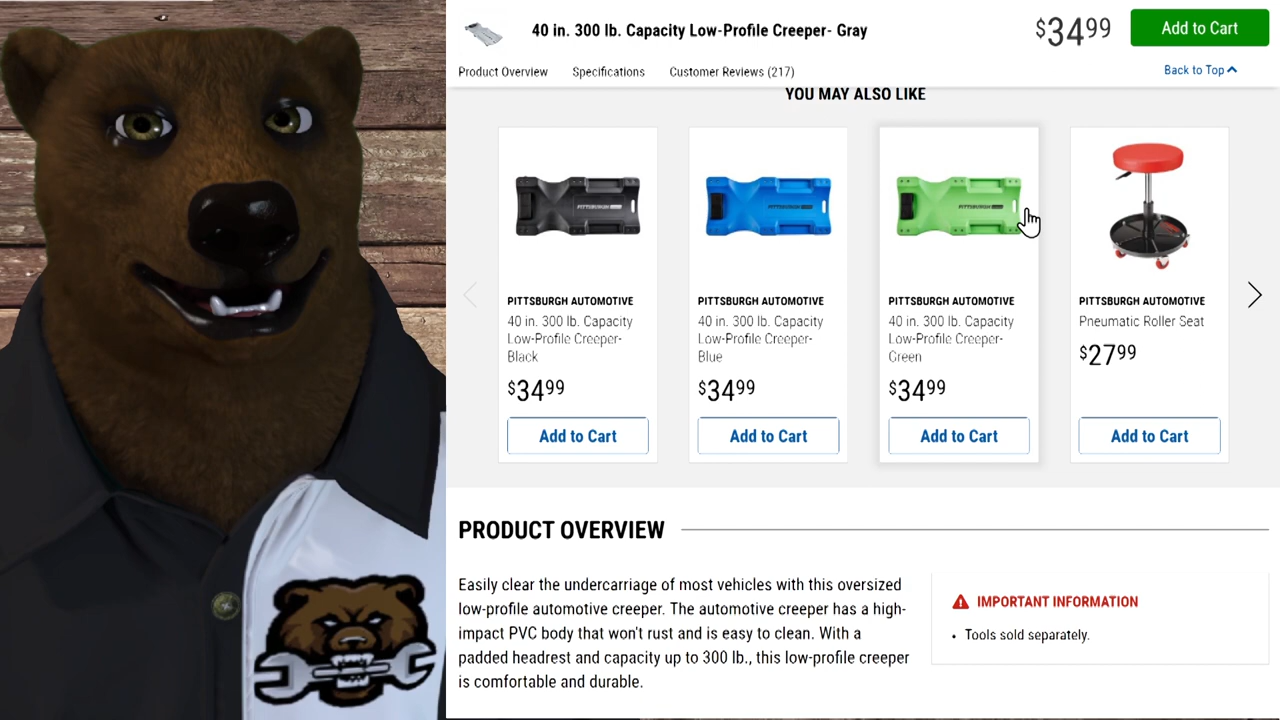 40 in. 300 lb. Capacity Low-Profile Creeper- Gray
$34 99
Add to Cart
Product Overview
Specifications
Customer Reviews (217)
Back to Top
YOU MAY ALSO LIKE
PITTSBURGH
PITTSBURGH
PITTSBURGH
PITTSBURGH AUTOMOTIVE
40 in. 300 lb. Capacity
Low-Profile Creeper-
Black
$34 99
Add to Cart
PITTSBURGH AUTOMOTIVE
40 in. 300 lb. Capacity
Low-Profile Creeper-
Blue
$34 99
Add to Cart
PITTSBURGH AUTOMOTIVE
40 in. 300 lb. Capacity
Low-Profile Creeper-
Green
$34 99
Add to Cart
PITTSBURGH AUTOMOTIVE
Pneumatic Roller Seat
$27 99
Add to Cart
PRODUCT OVERVIEW
Easily clear the undercarriage of most vehicles with this oversized
low-profile automotive creeper. The automotive creeper has a high-
impact PVC body that won't rust and is easy to clean. With a
padded headrest and capacity up to 300 lb., this low-profile creeper
is comfortable and durable.
IMPORTANT INFORMATION
• Tools sold separately.